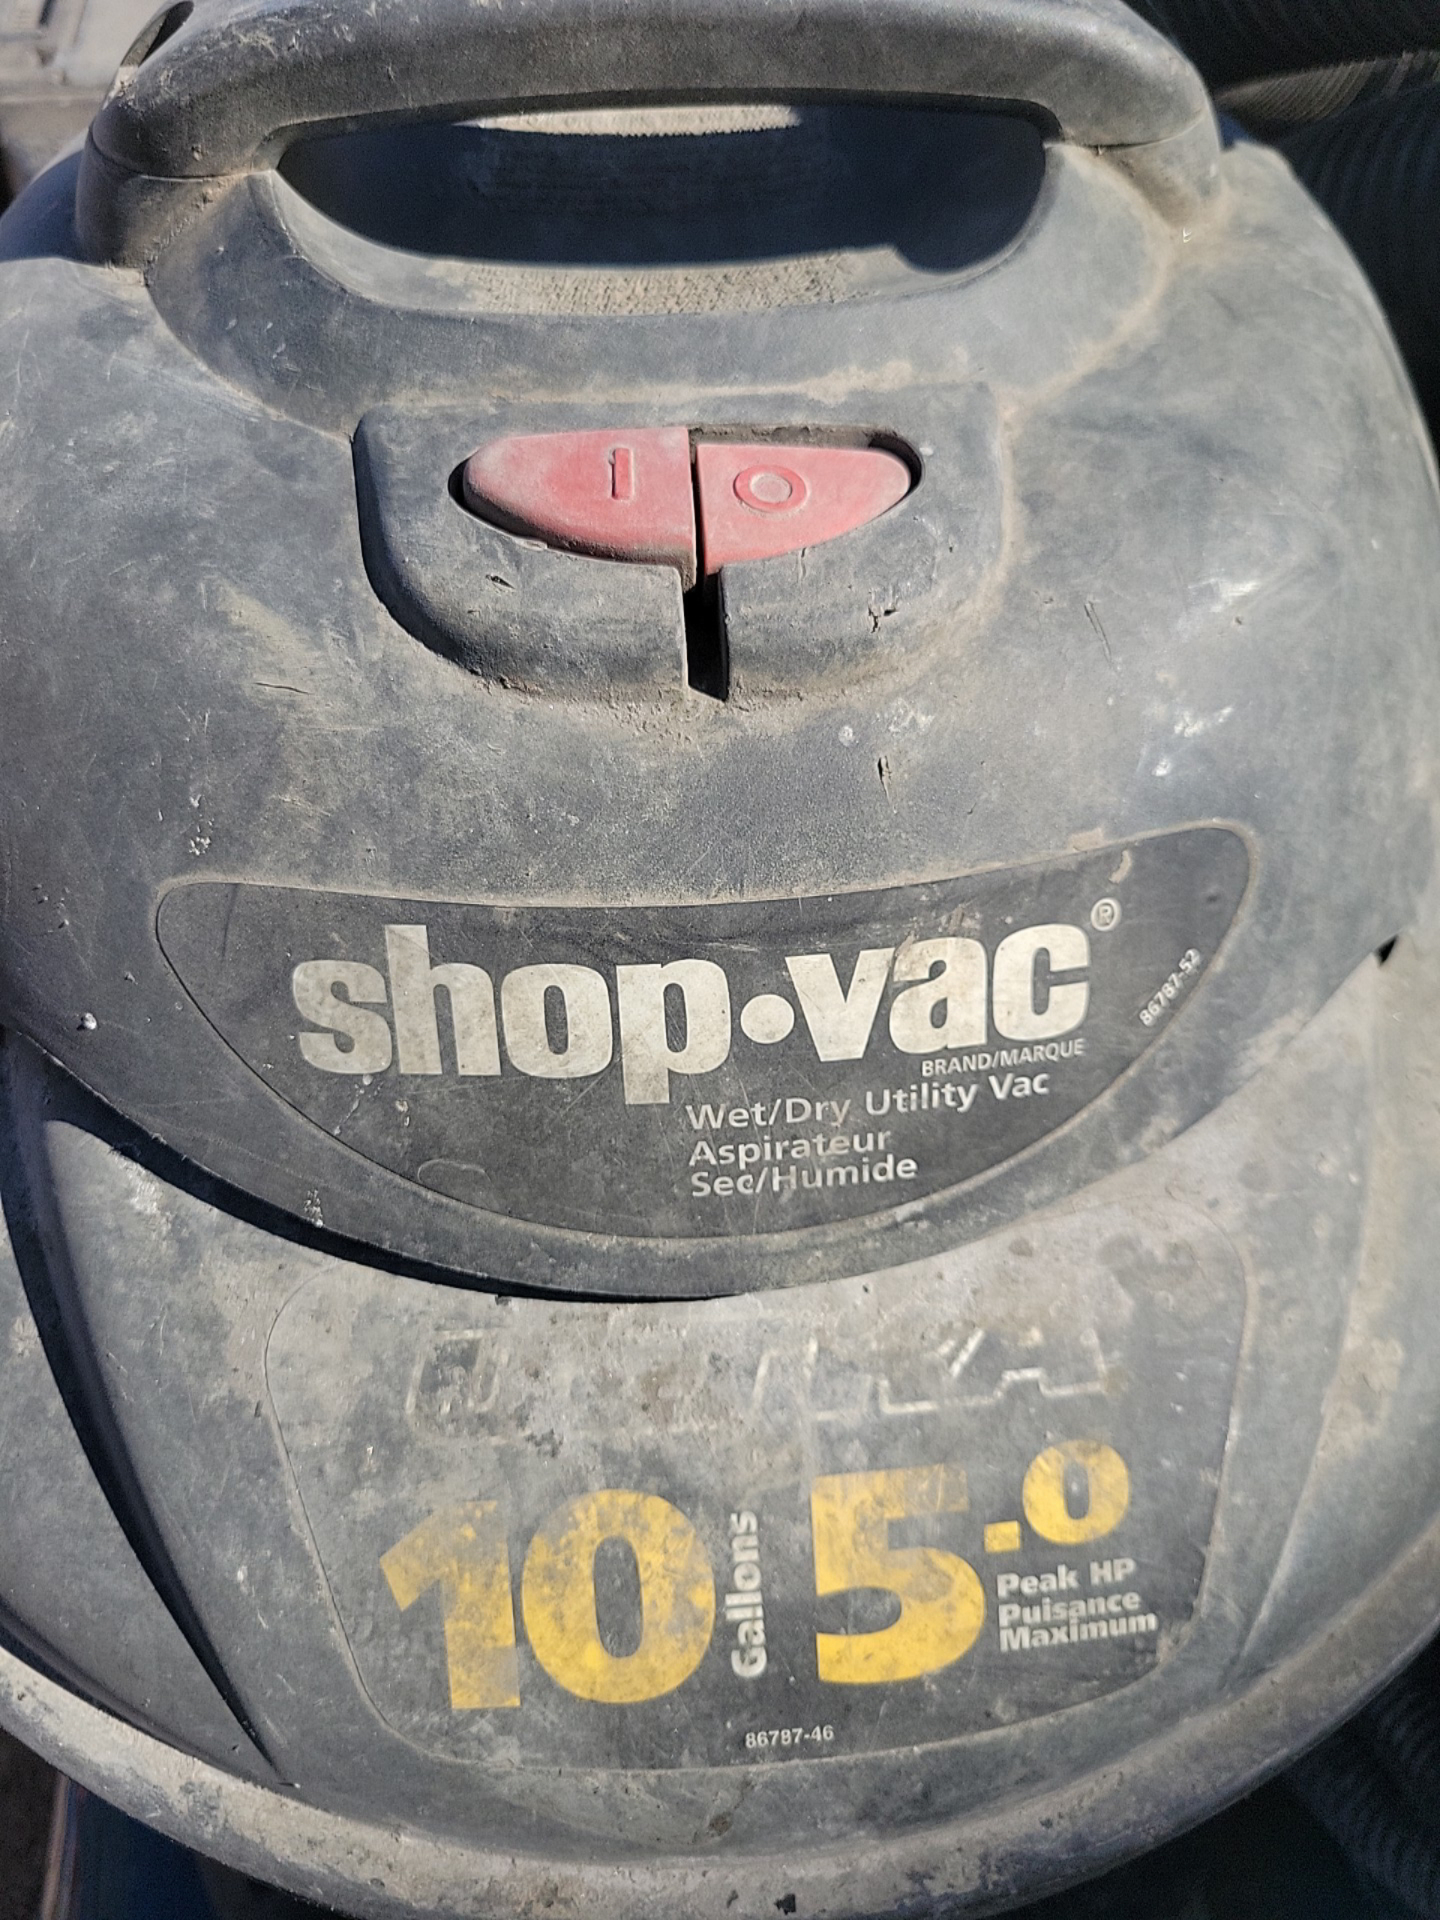 I O
shop·vac®
86787-52
BRAND/MARQUE
Wet/Dry Utility Vac
Aspirateur
Sec/Humide
10 Gallons 5.0
Peak HP
Puisance
Maximum
86787-46